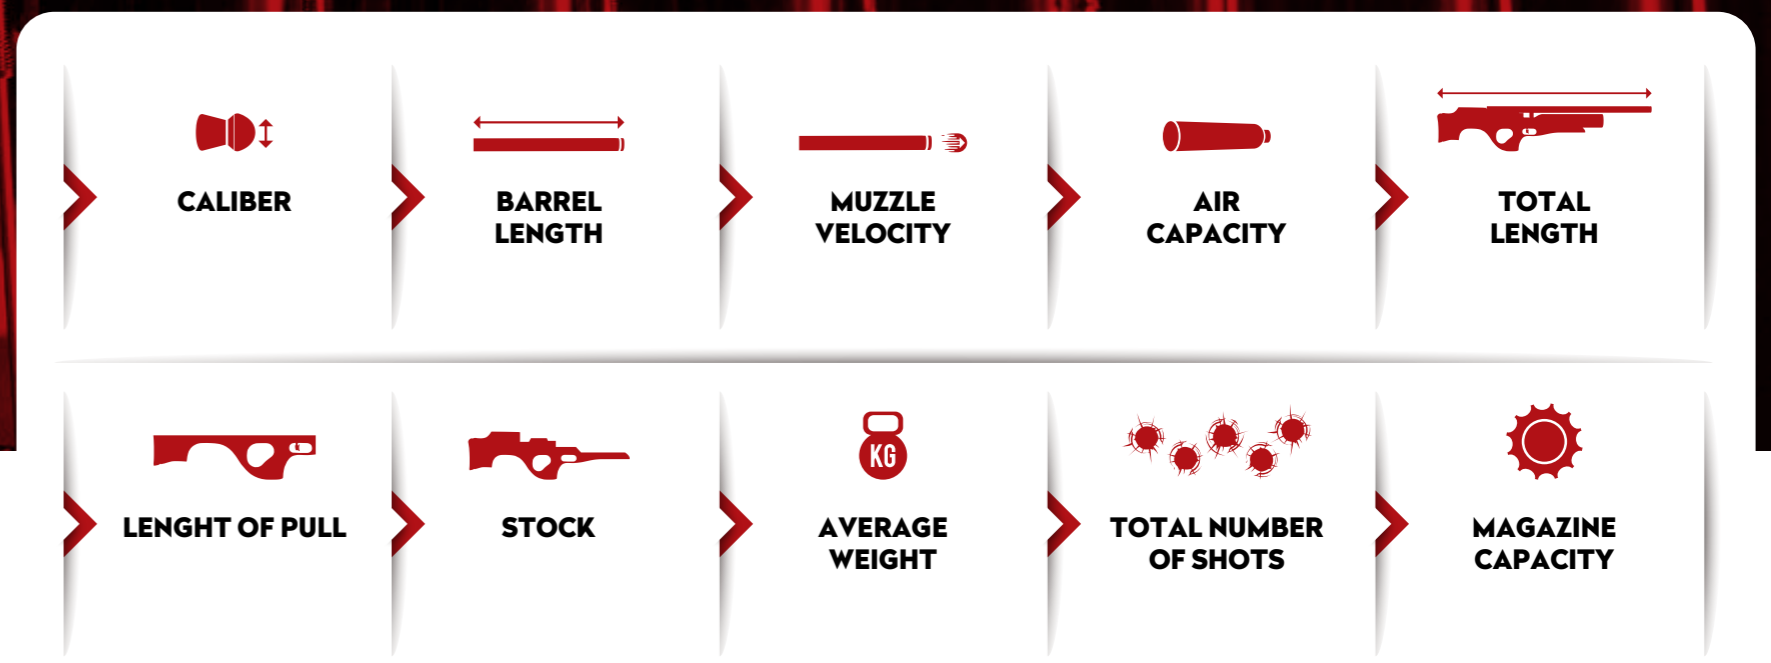 CALIBER
BARREL
LENGTH
MUZZLE
VELOCITY
AIR
CAPACITY
TOTAL
LENGTH
LENGHT OF PULL
STOCK
KG
AVERAGE
WEIGHT
TOTAL NUMBER
OF SHOTS
MAGAZINE
CAPACITY